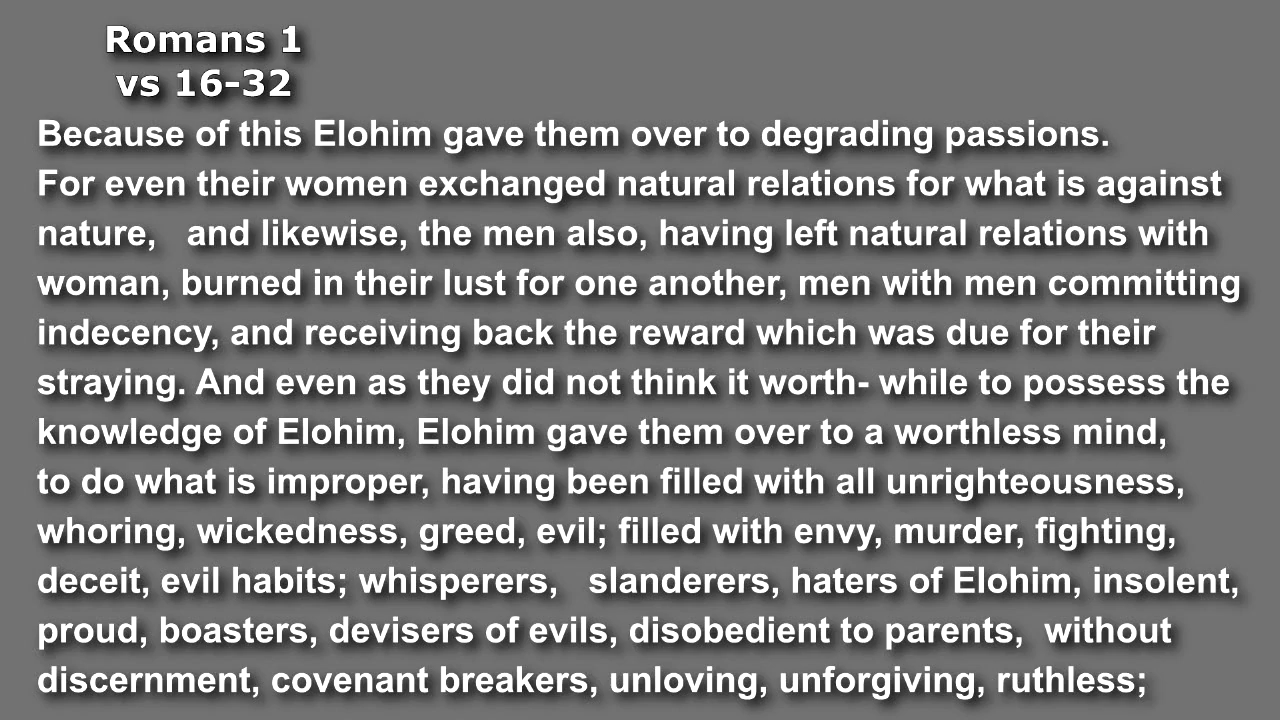 Romans 1
vs 16-32
Because of this Elohim gave them over to degrading passions.
For even their women exchanged natural relations for what is against
nature,   and likewise, the men also, having left natural relations with
woman, burned in their lust for one another, men with men committing
indecency, and receiving back the reward which was due for their
straying. And even as they did not think it worth- while to possess the
knowledge of Elohim, Elohim gave them over to a worthless mind,
to do what is improper, having been filled with all unrighteousness,
whoring, wickedness, greed, evil; filled with envy, murder, fighting,
deceit, evil habits; whisperers,   slanderers, haters of Elohim, insolent,
proud, boasters, devisers of evils, disobedient to parents,  without
discernment, covenant breakers, unloving, unforgiving, ruthless;